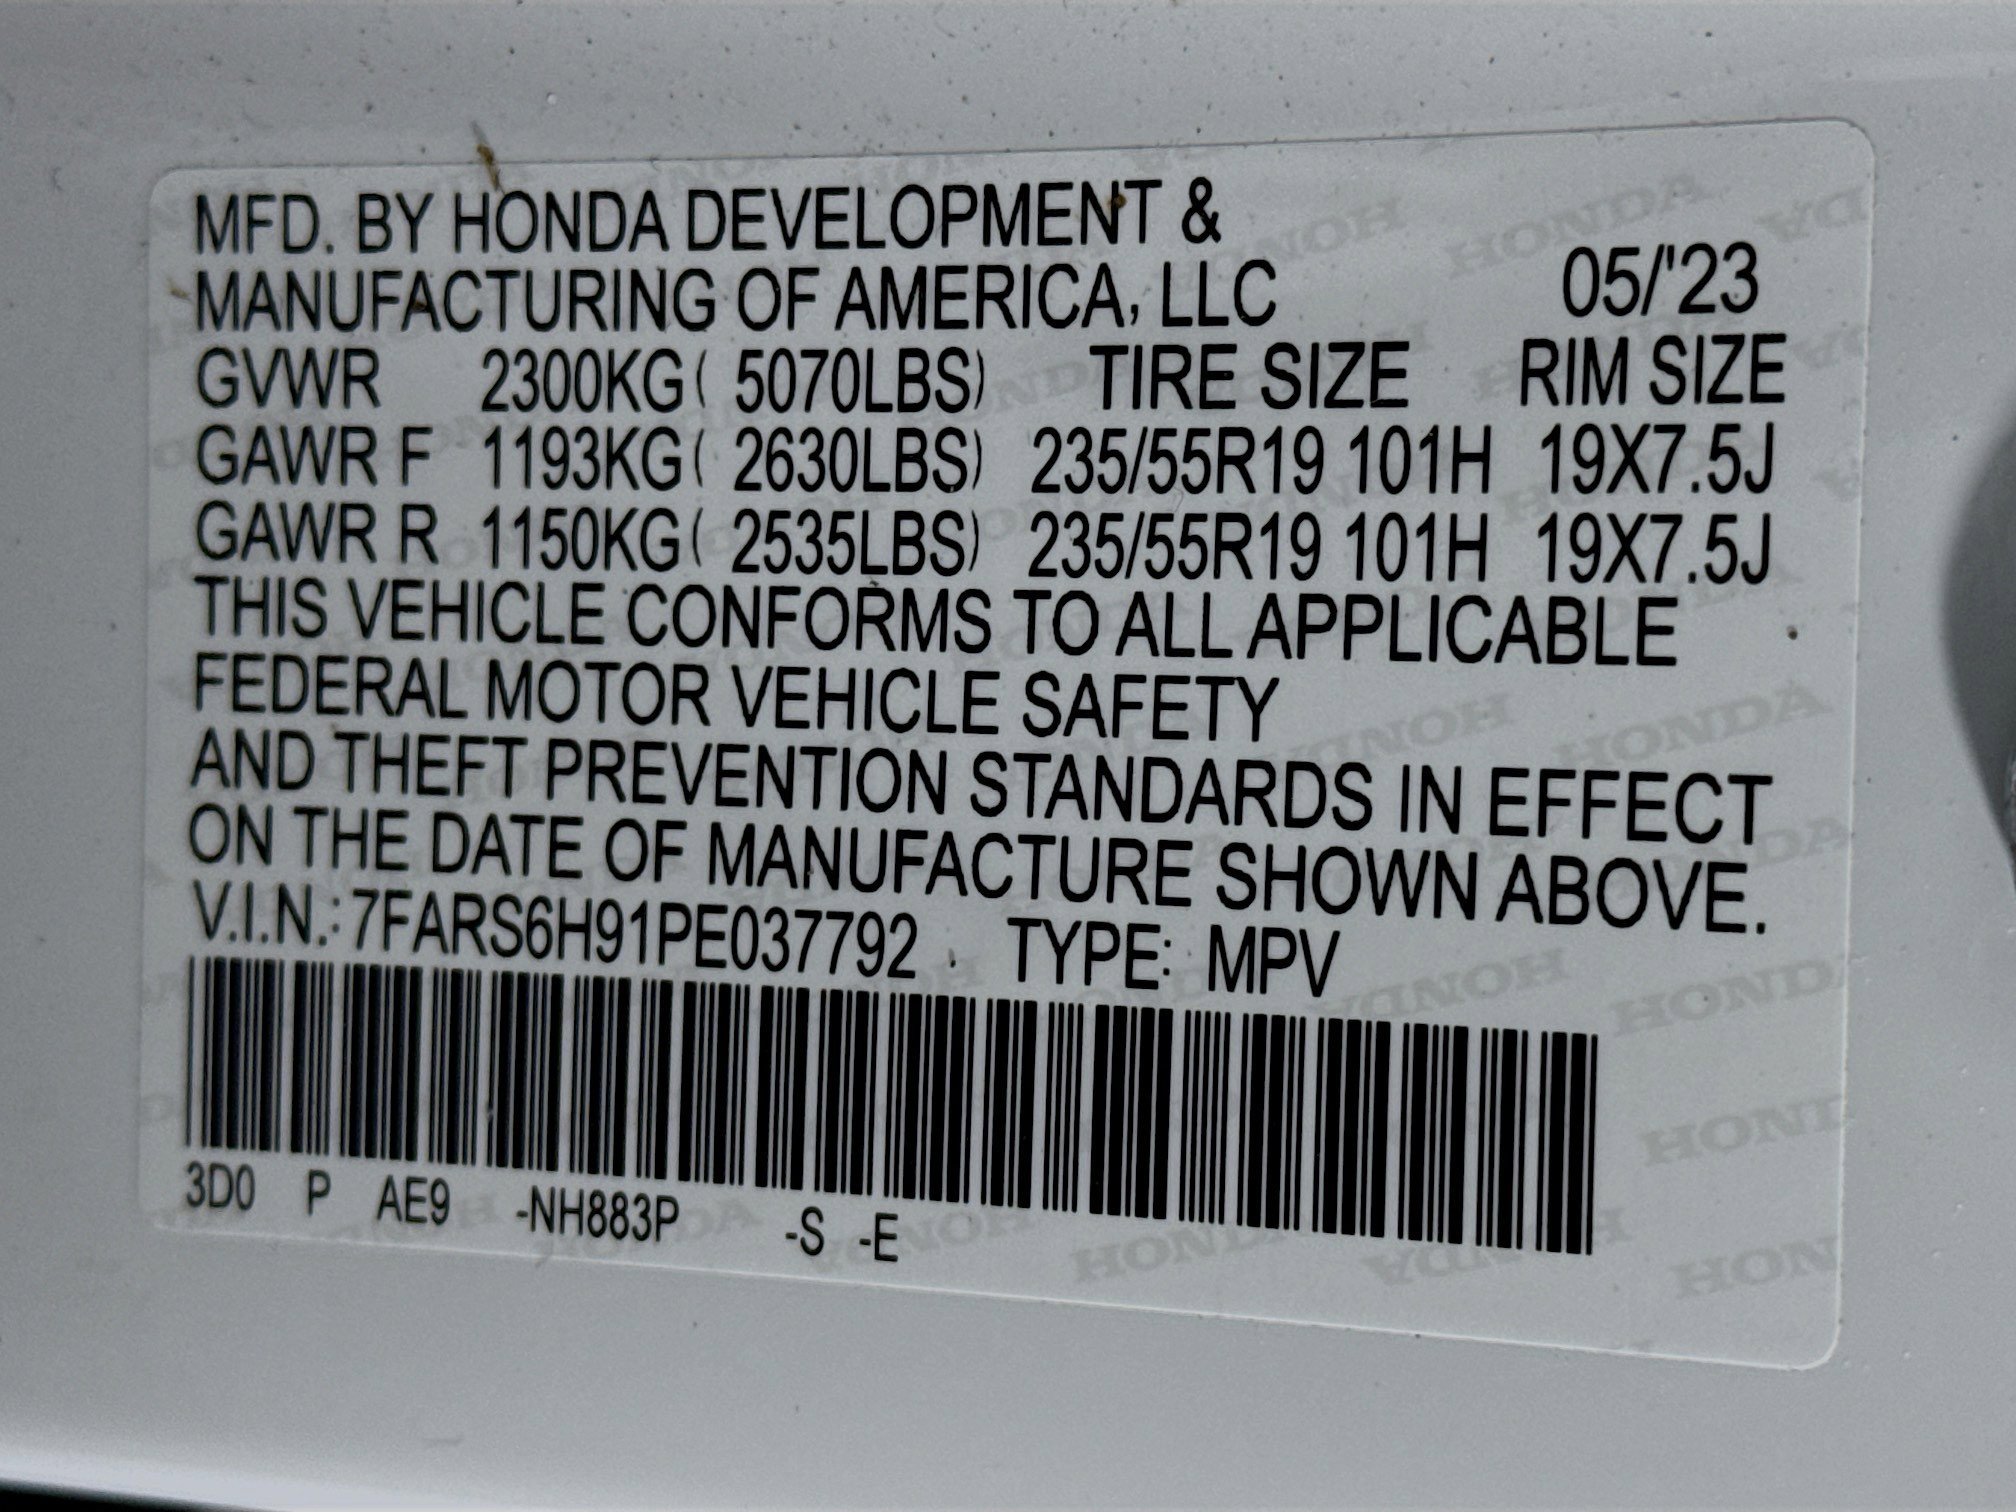 MFD. BY HONDA DEVELOPMENT &
MANUFACTURING OF AMERICA, LLC 05/'23
GVWR 2300KG( 5070LBS) TIRE SIZE RIM SIZE
GAWR F 1193KG( 2630LBS) 235/55R19 101H 19X7.5J
GAWR R 1150KG( 2535LBS) 235/55R19 101H 19X7.5J
THIS VEHICLE CONFORMS TO ALL APPLICABLE
FEDERAL MOTOR VEHICLE SAFETY
AND THEFT PREVENTION STANDARDS IN EFFECT
ON THE DATE OF MANUFACTURE SHOWN ABOVE.
V.I.N.: 7FARS6H91PE037792 TYPE: MPV
3D0 P AE9 -NH883P -S -E